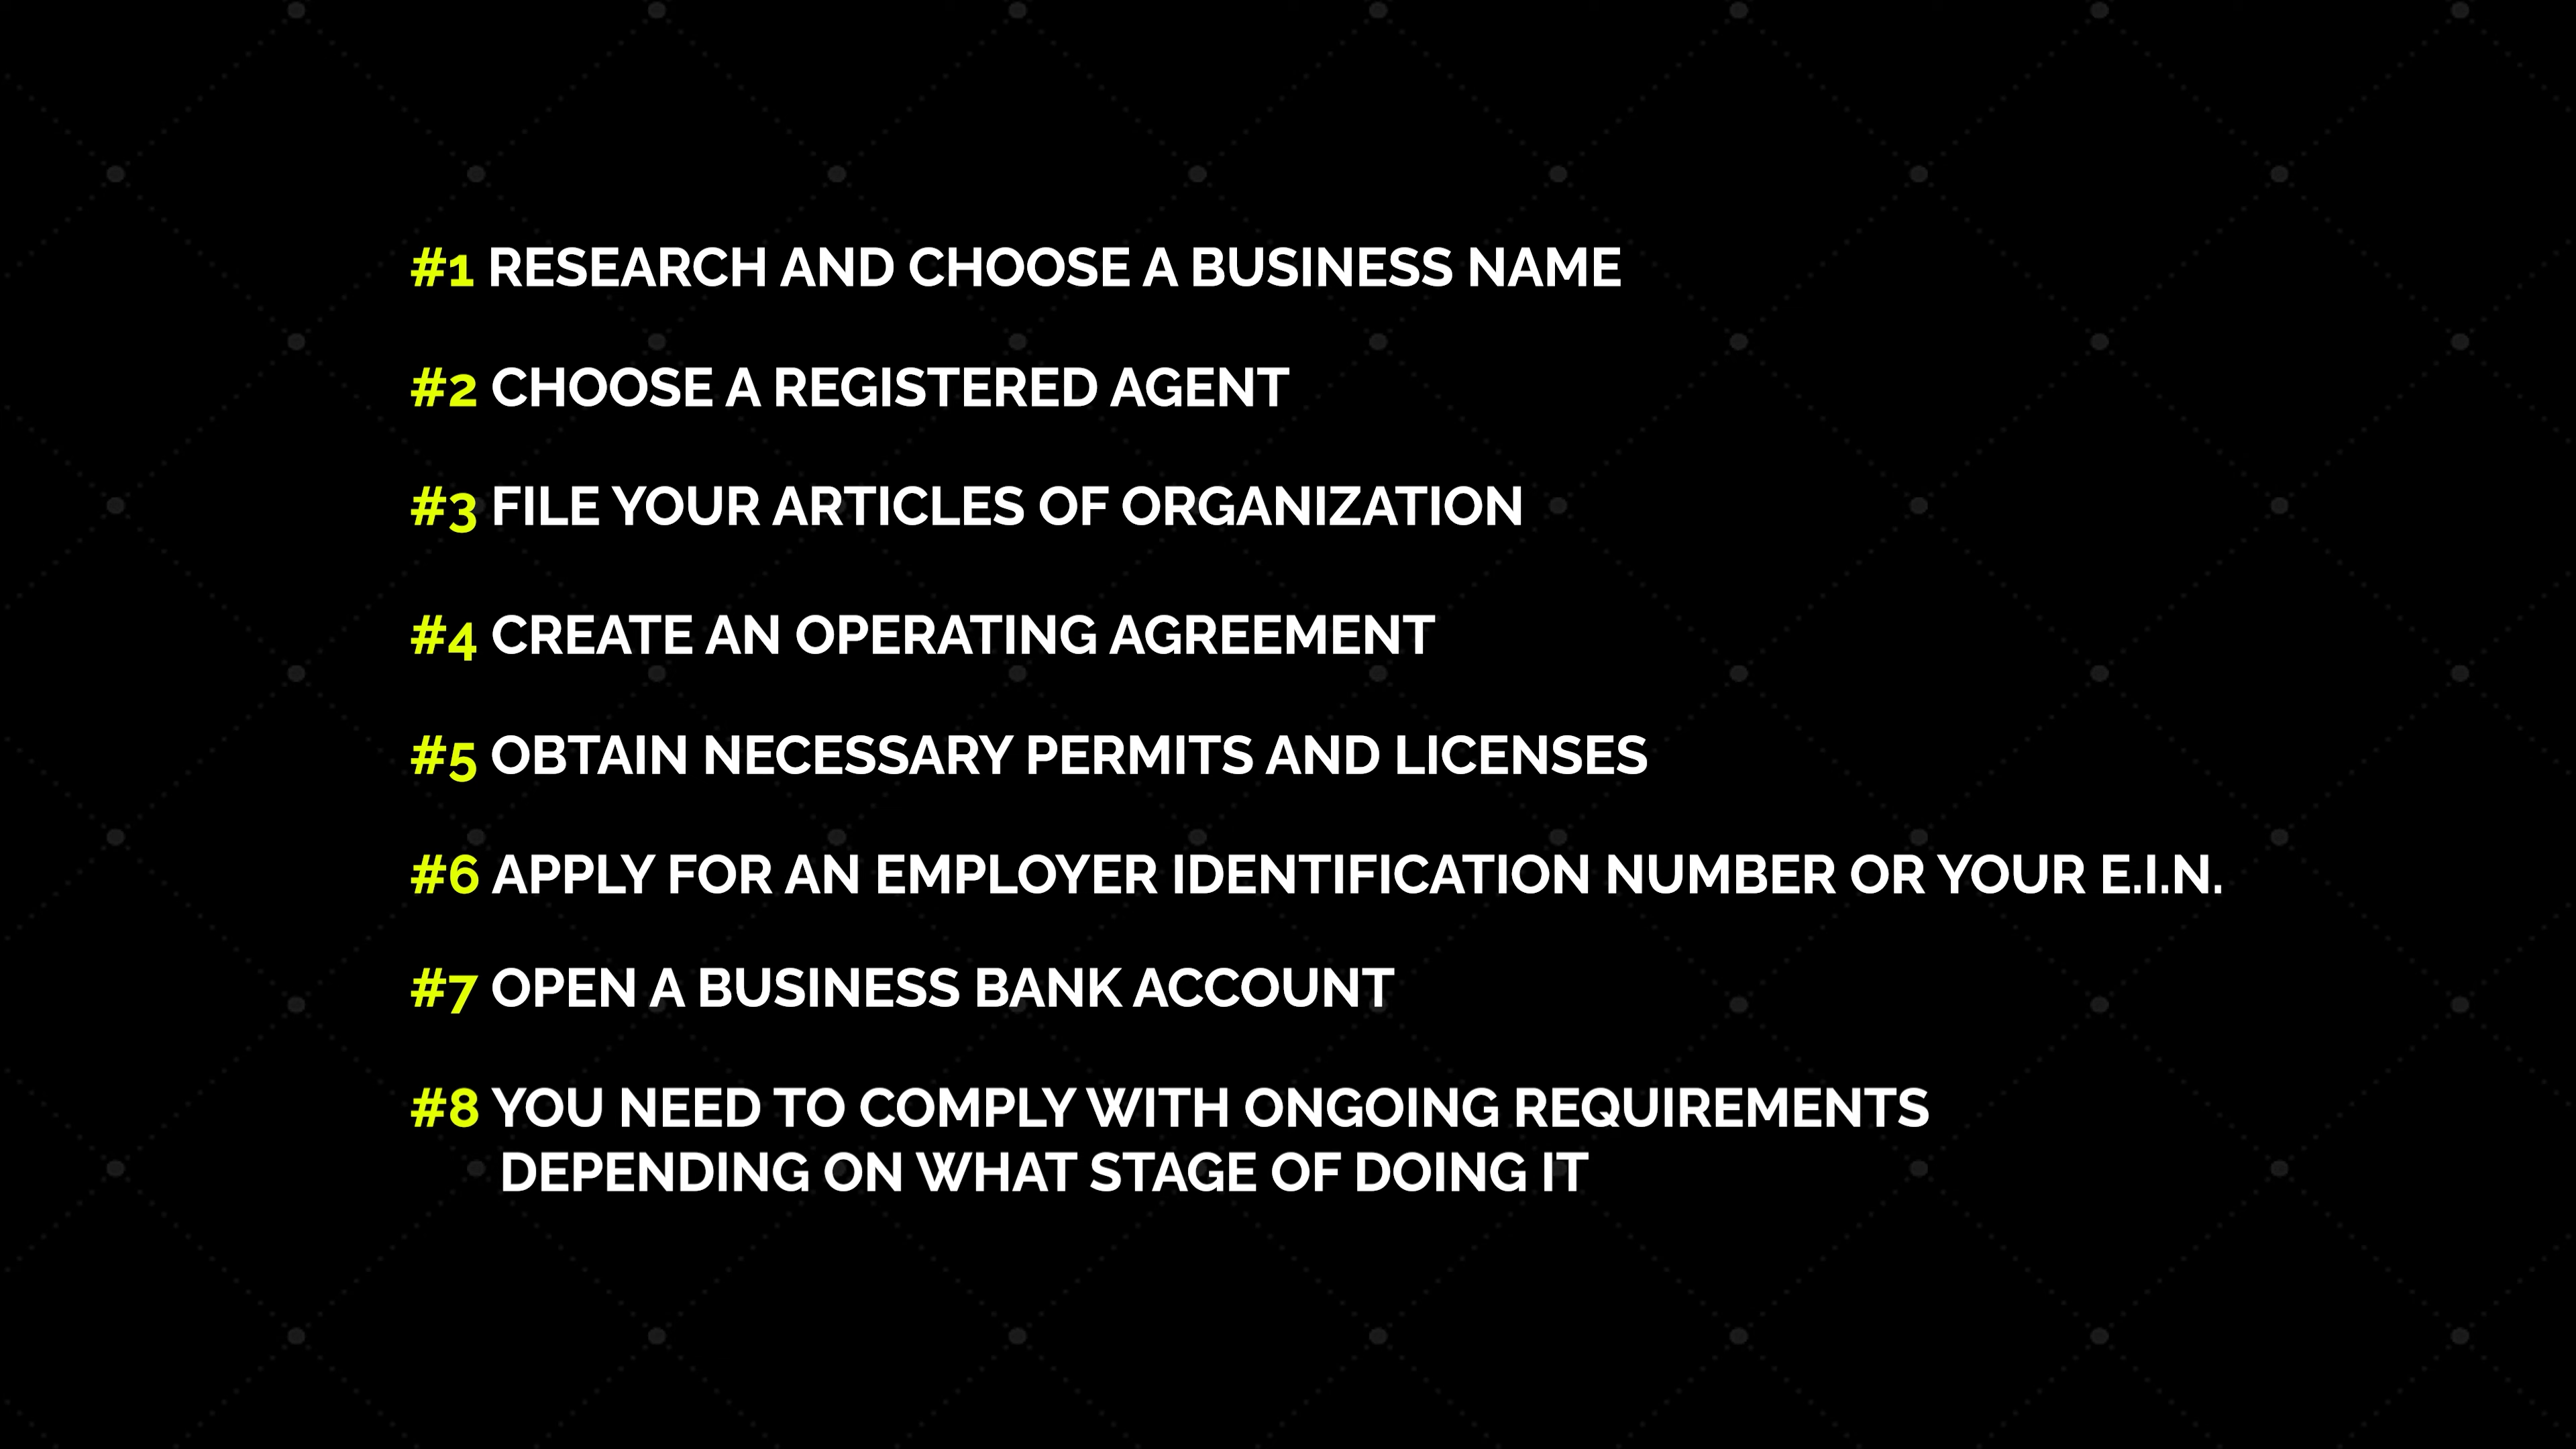 #1 RESEARCH AND CHOOSE A BUSINESS NAME
#2 CHOOSE A REGISTERED AGENT
#3 FILE YOUR ARTICLES OF ORGANIZATION
#4 CREATE AN OPERATING AGREEMENT
#5 OBTAIN NECESSARY PERMITS AND LICENSES
#6 APPLY FOR AN EMPLOYER IDENTIFICATION NUMBER OR YOUR E.I.N.
#7 OPEN A BUSINESS BANK ACCOUNT
#8 YOU NEED TO COMPLY WITH ONGOING REQUIREMENTS
DEPENDING ON WHAT STAGE OF DOING IT